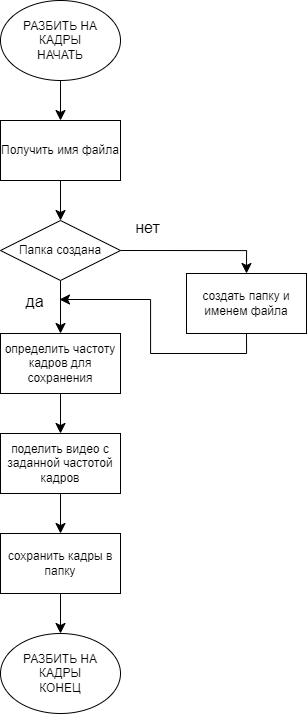 РАЗБИТЬ НА
КАДРЫ
НАЧАТЬ
Получить имя файла
нет
Папка создана
да
создать папку и
именем файла
определить частоту
кадров для
сохранения
поделить видео с
заданной частотой
кадров
сохранить кадры в
папку
РАЗБИТЬ НА
КАДРЫ
КОНЕЦ